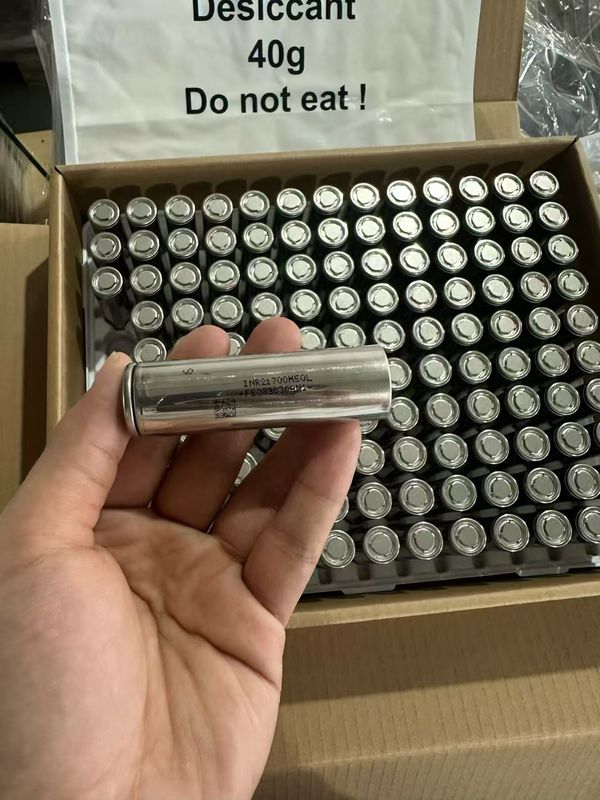 Desiccant
40g
Do not eat !
INR21700M50L